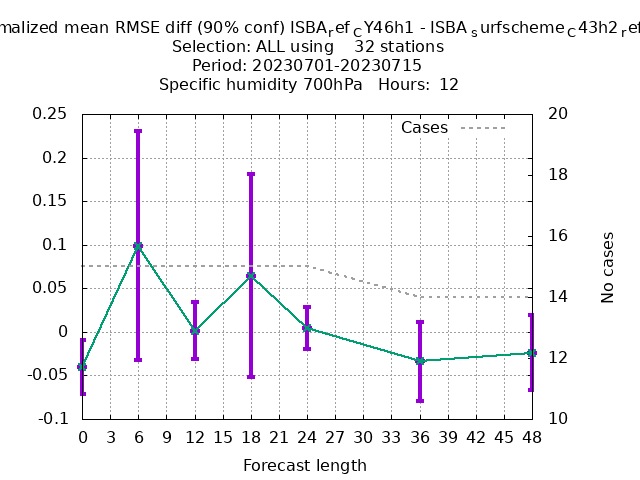 malized mean RMSE diff (90% conf) ISBA_ref_CY46h1 - ISBA_surfscheme_C43h2_ref
Selection: ALL using 32 stations
Period: 20230701-20230715
Specific humidity 700hPa Hours: 12
Cases
0.25
0.2
0.15
0.1
0.05
0
-0.05
-0.1
20
18
16
14
12
10
No cases
0 3 6 9 12 15 18 21 24 27 30 33 36 39 42 45 48
Forecast length